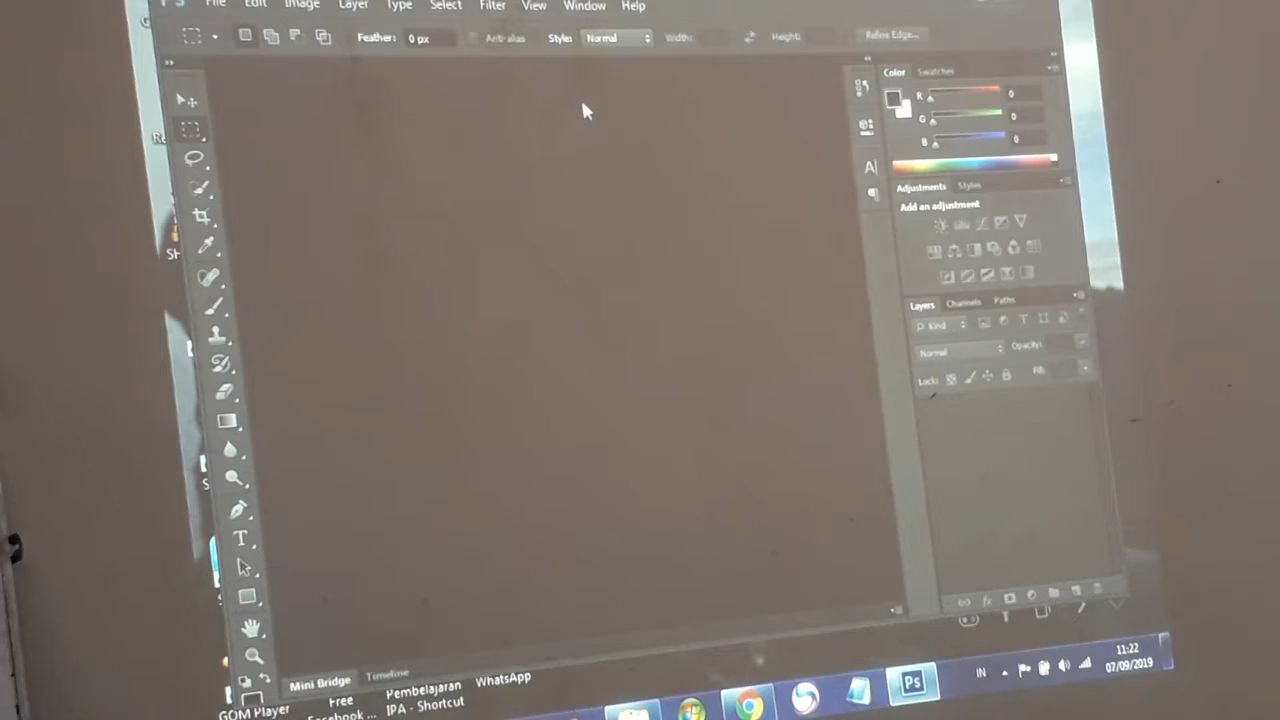 Ps File Edit Image Layer Type Select Filter View Window Help
Feather: 0 px Anti-alias Style: Normal Width: Height: Refine Edge...
Color Swatches
R 0
G 0
B 0
A
Adjustments Styles
Add an adjustment
Layers Channels Paths
Kind
Normal Opacity:
Lock: Fill:
T
Mini Bridge Timeline
GOM Player
Free
Facebook ...
Pembelajaran
IPA - Shortcut
WhatsApp
Ps
IN
11:22
07/09/2019